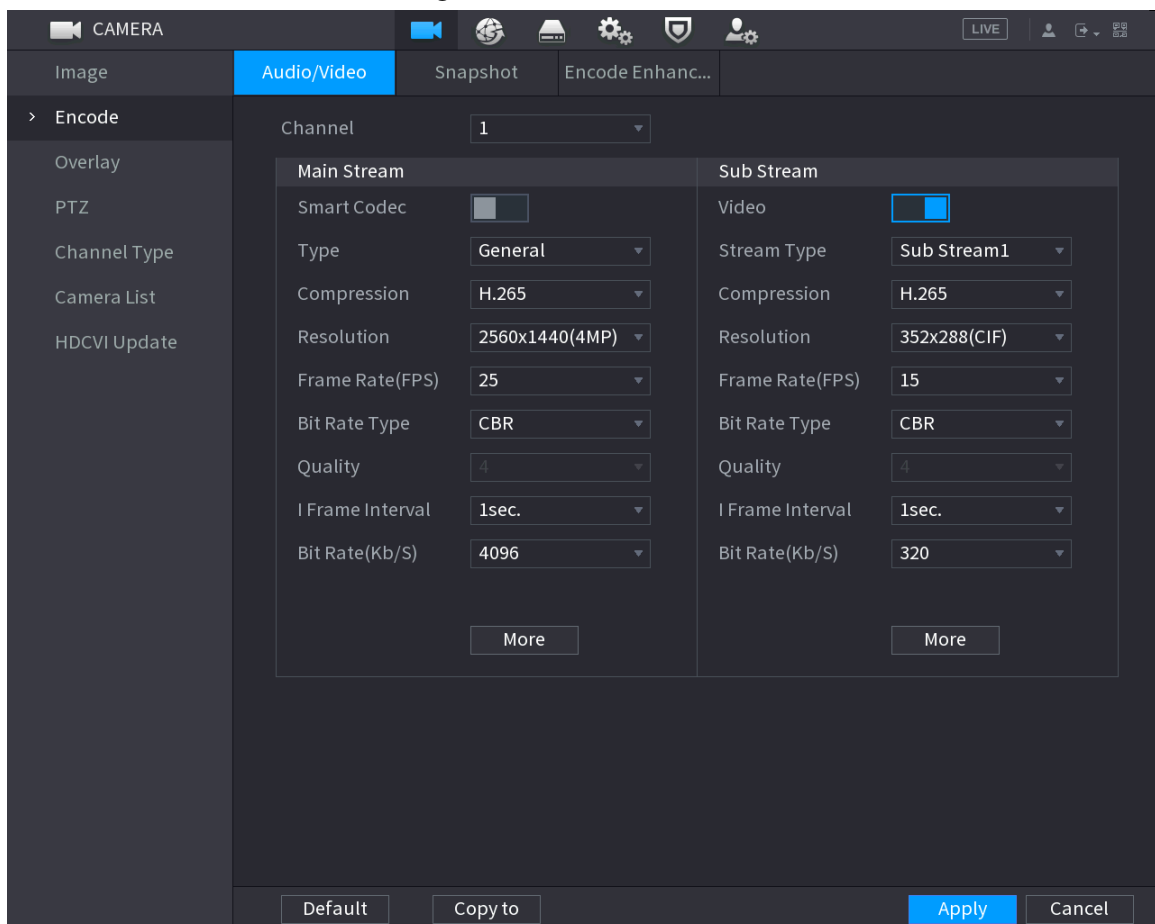 CAMERA
LIVE
Image
Audio/Video
Snapshot
Encode Enhanc...
Encode
Channel
1
Overlay
PTZ
Channel Type
Camera List
HDCVI Update
Main Stream
Sub Stream
Smart Codec
Video
Type
General
Stream Type
Sub Stream1
Compression
H.265
Compression
H.265
Resolution
2560x1440(4MP)
Resolution
352x288(CIF)
Frame Rate(FPS)
25
Frame Rate(FPS)
15
Bit Rate Type
CBR
Bit Rate Type
CBR
Quality
4
Quality
4
I Frame Interval
1sec.
I Frame Interval
1sec.
Bit Rate(Kb/S)
4096
Bit Rate(Kb/S)
320
More
More
Default
Copy to
Apply
Cancel